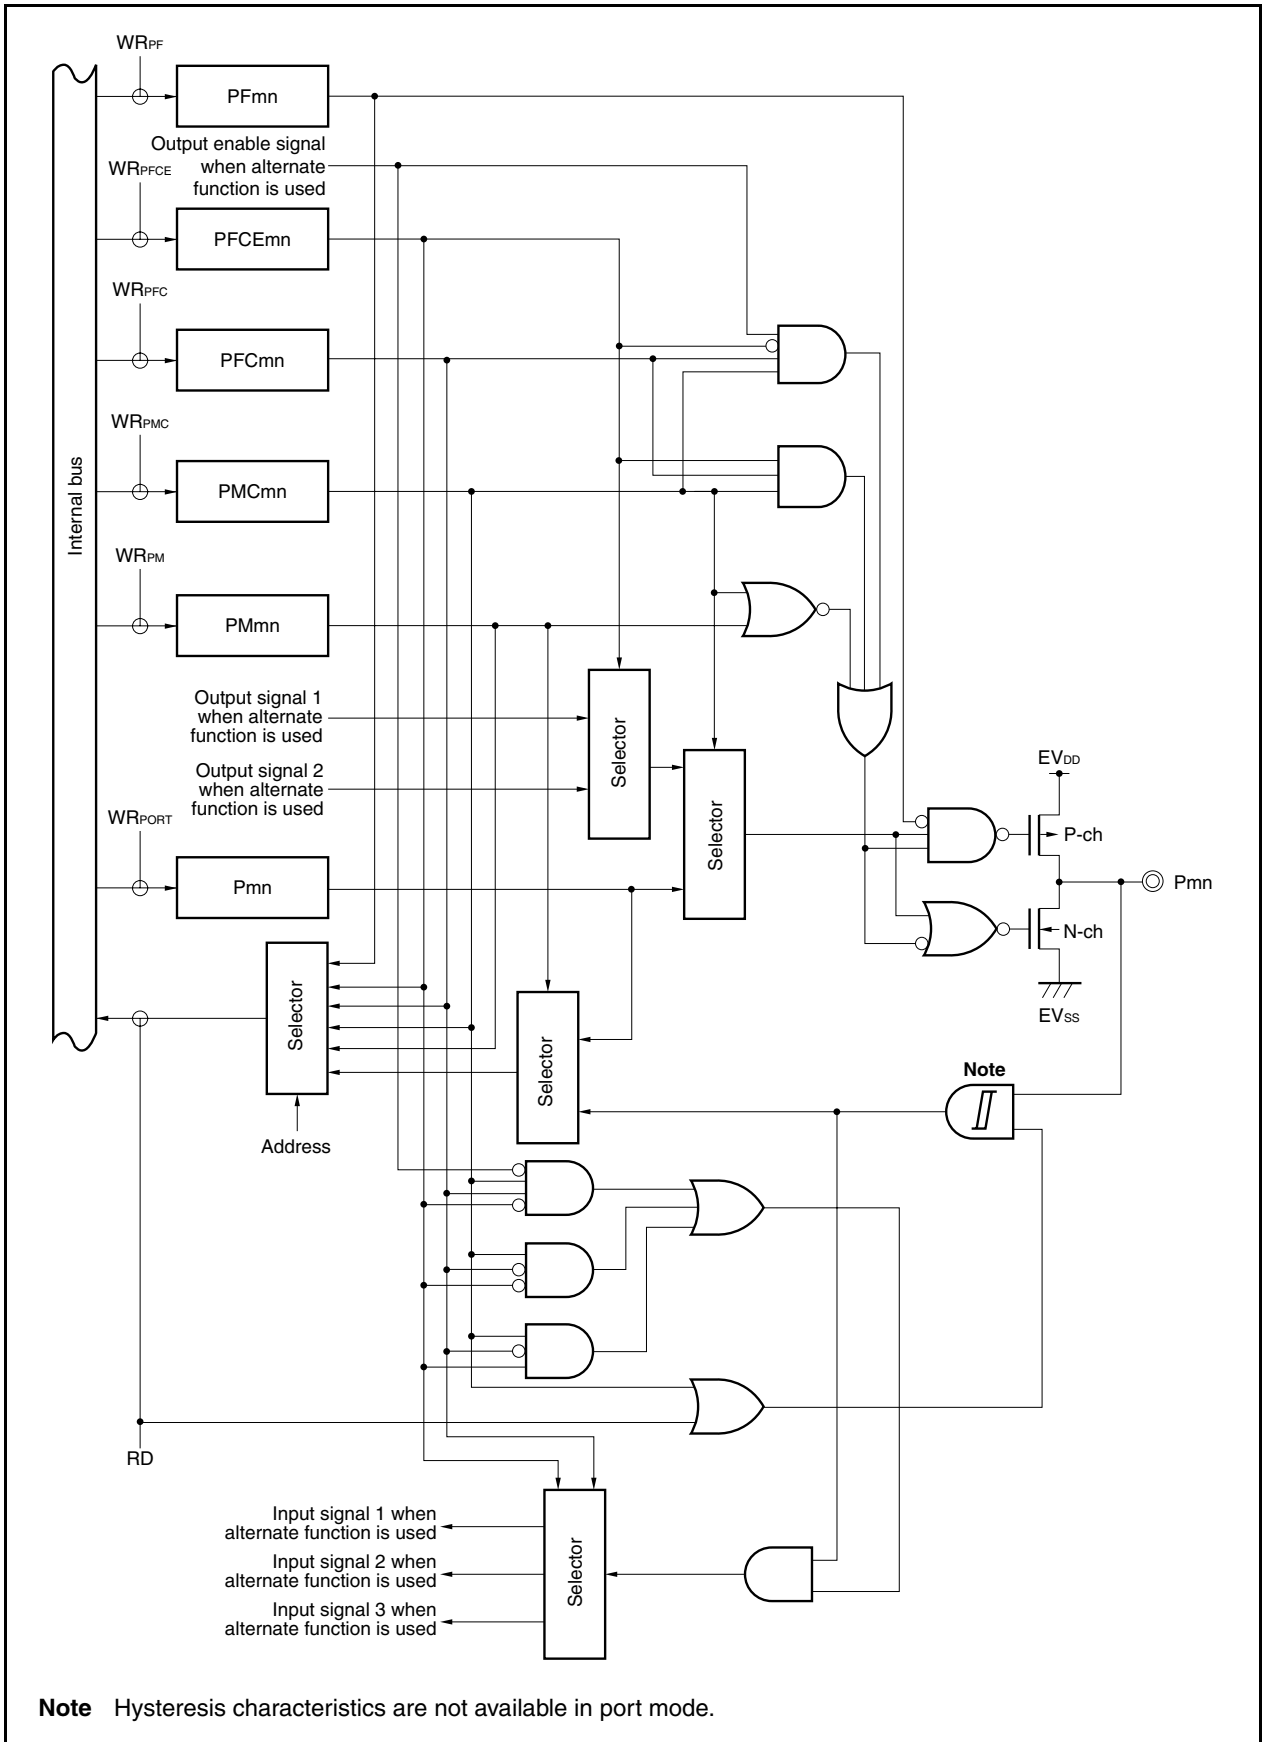 WRPF
PFmn
Output enable signal
when alternate
function is used
WRPFCE
PFCEmn
WRPFC
PFCmn
WRPMC
PMCmn
Internal bus
WRPM
PMmn
Output signal 1
when alternate
function is used
Selector
Output signal 2
when alternate
function is used
Selector
EVDD
P-ch
WRPORT
Pmn
Pmn
N-ch
EVSS
Selector
Selector
Note
Address
RD
Input signal 1 when
alternate function is used
Input signal 2 when
alternate function is used
Input signal 3 when
alternate function is used
Selector
Note Hysteresis characteristics are not available in port mode.